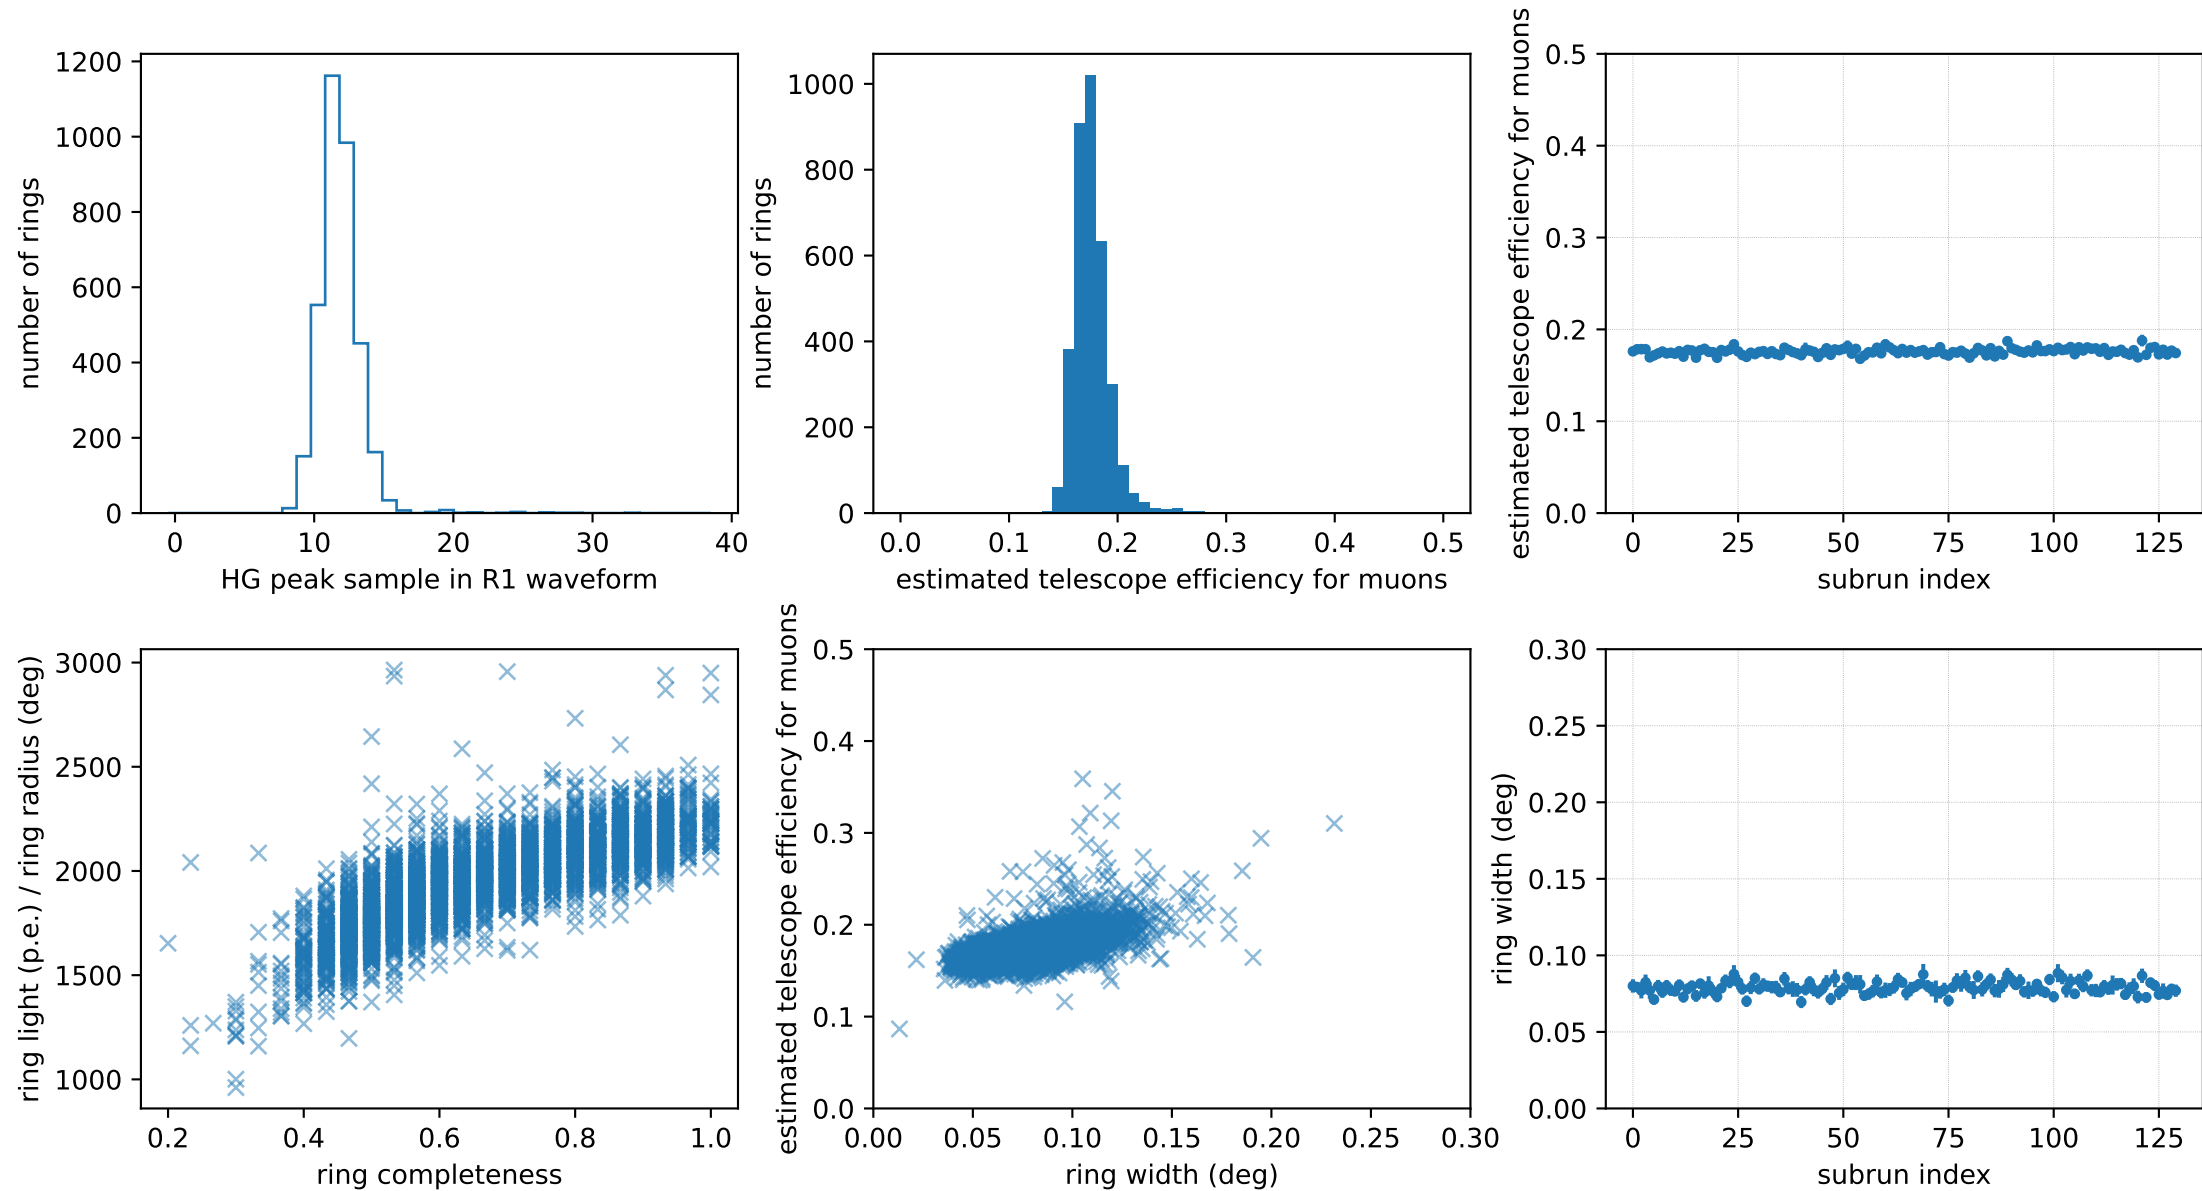 1200
1000
800
600
400
200
0
number of rings
0 10 20 30 40
HG peak sample in R1 waveform
1000
800
600
400
200
0
number of rings
0.0 0.1 0.2 0.3 0.4 0.5
estimated telescope efficiency for muons
0.5
0.4
0.3
0.2
0.1
0.0
estimated telescope efficiency for muons
0 25 50 75 100 125
subrun index
3000
2500
2000
1500
1000
ring light (p.e.) / ring radius (deg)
0.2 0.4 0.6 0.8 1.0
ring completeness
0.5
0.4
0.3
0.2
0.1
0.0
estimated telescope efficiency for muons
0.00 0.05 0.10 0.15 0.20 0.25 0.30
ring width (deg)
0.30
0.25
0.20
0.15
0.10
0.05
0.00
ring width (deg)
0 25 50 75 100 125
subrun index